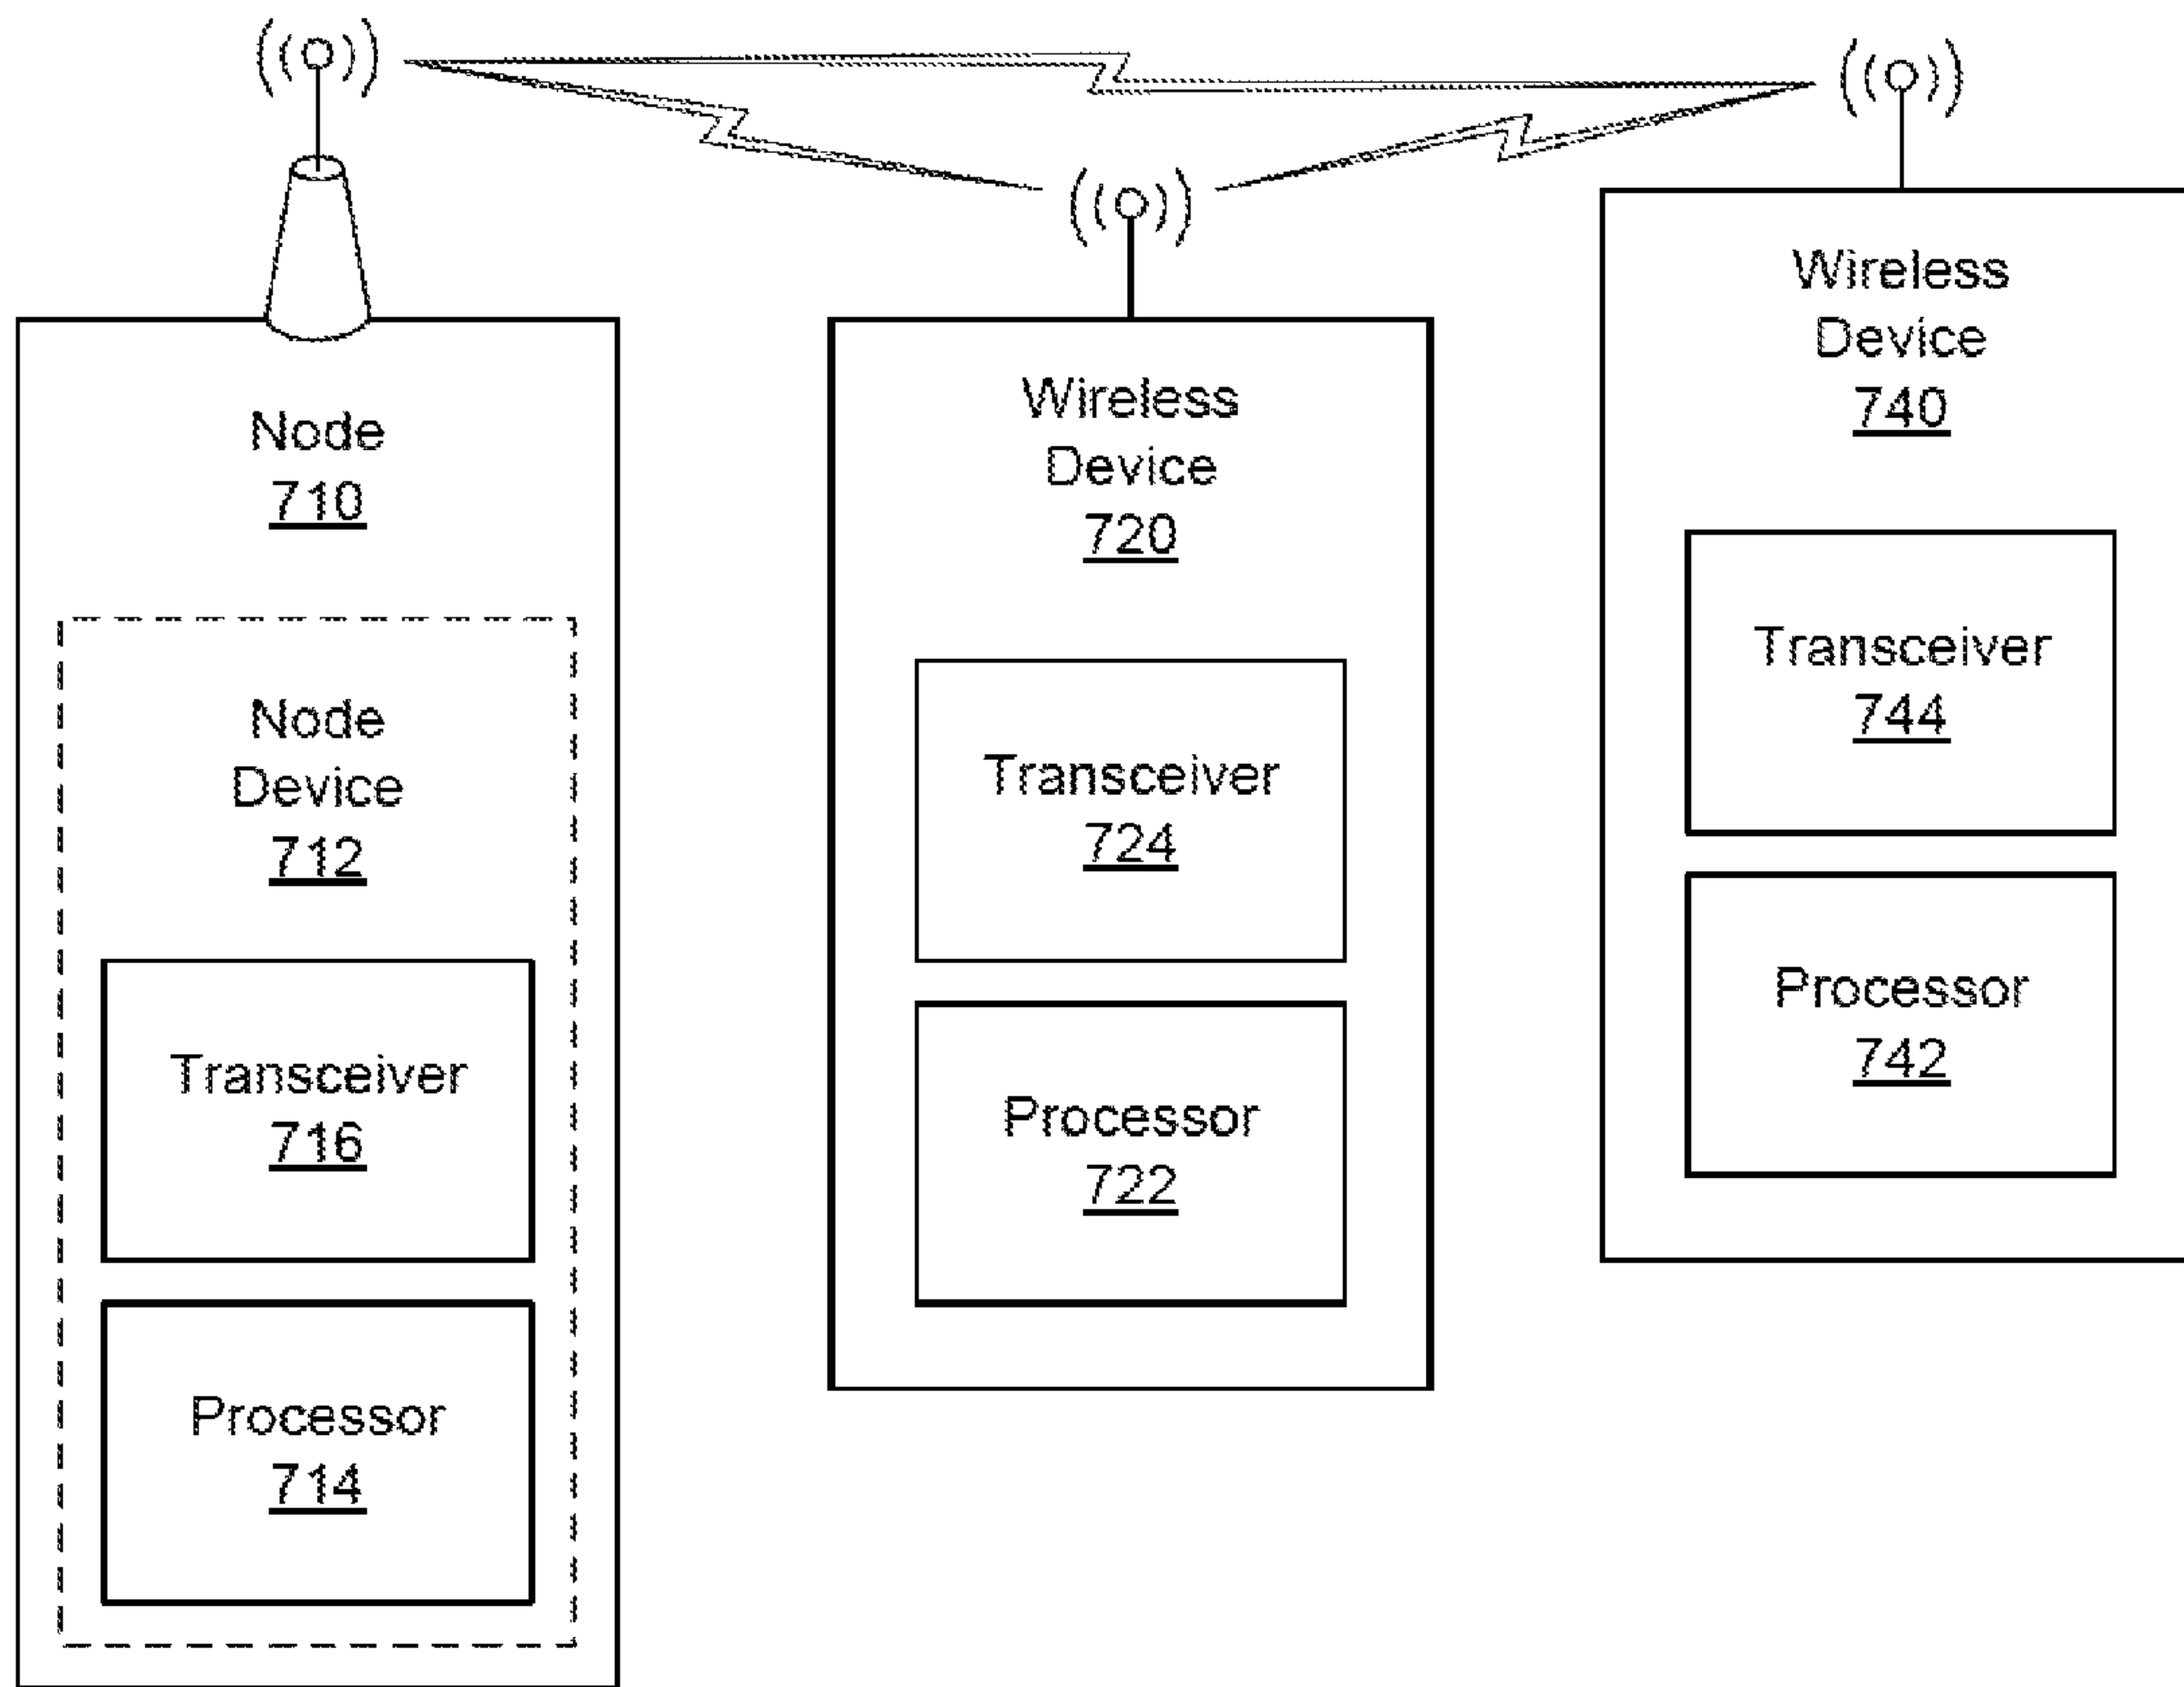 Node
710
Node
Device
712
Transceiver
716
Processor
714
Wireless
Device
720
Transceiver
724
Processor
722
Wireless
Device
740
Transceiver
744
Processor
742